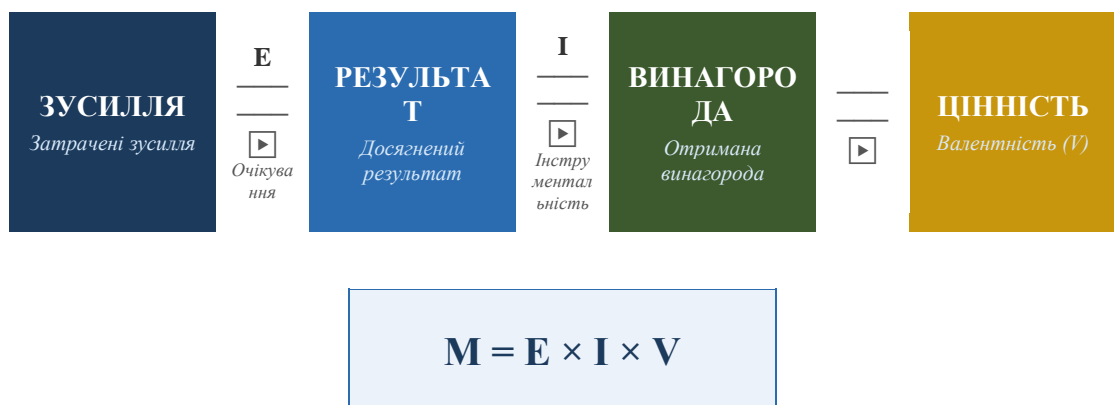 ЗУСИЛЛЯ
Затрачені зусилля
E
Очікува
ння
РЕЗУЛЬТА
Т
Досягнений
результат
I
Інстру
ментал
ьність
ВИНАГОРО
ДА
Отримана
винагорода
ЦІННІСТЬ
Валентність (V)
M = E × I × V